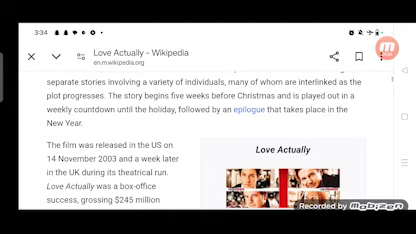 3:34
Love Actually - Wikipedia
en.m.wikipedia.org
separate stories involving a variety of individuals, many of whom are interlinked as the
plot progresses. The story begins five weeks before Christmas and is played out in a
weekly countdown until the holiday, followed by an epilogue that takes place in the
New Year.
The film was released in the US on
14 November 2003 and a week later
in the UK during its theatrical run.
Love Actually was a box-office
success, grossing $245 million
Love Actually
Recorded by Mobizen